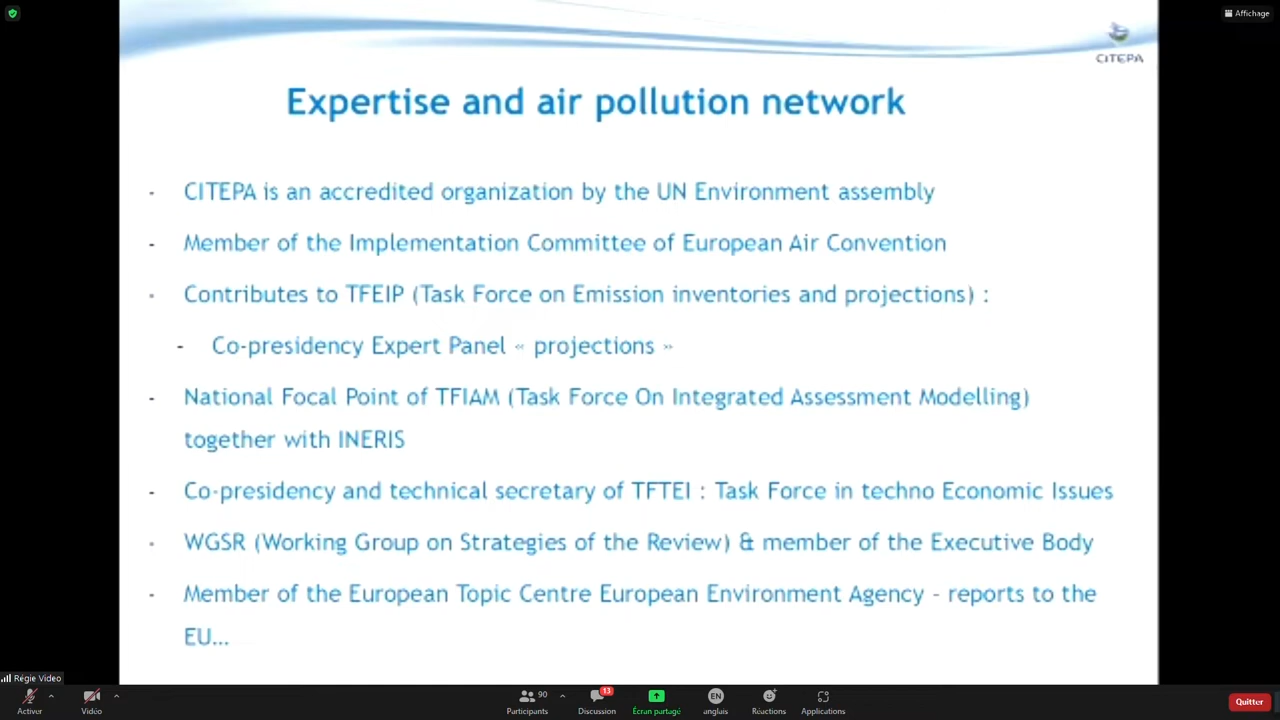 Affichage
CITEPA
Expertise and air pollution network
- CITEPA is an accredited organization by the UN Environment assembly
- Member of the Implementation Committee of European Air Convention
- Contributes to TFEIP (Task Force on Emission inventories and projections) :
- Co-presidency Expert Panel « projections »
- National Focal Point of TFIAM (Task Force On Integrated Assessment Modelling)
together with INERIS
- Co-presidency and technical secretary of TFTEI : Task Force in techno Economic Issues
- WGSR (Working Group on Strategies of the Review) & member of the Executive Body
- Member of the European Topic Centre European Environment Agency – reports to the
EU…
Régie Video
90
13
EN
Activer
Vidéo
Participants
Discussion
Écran partagé
anglais
Réactions
Applications
Quitter